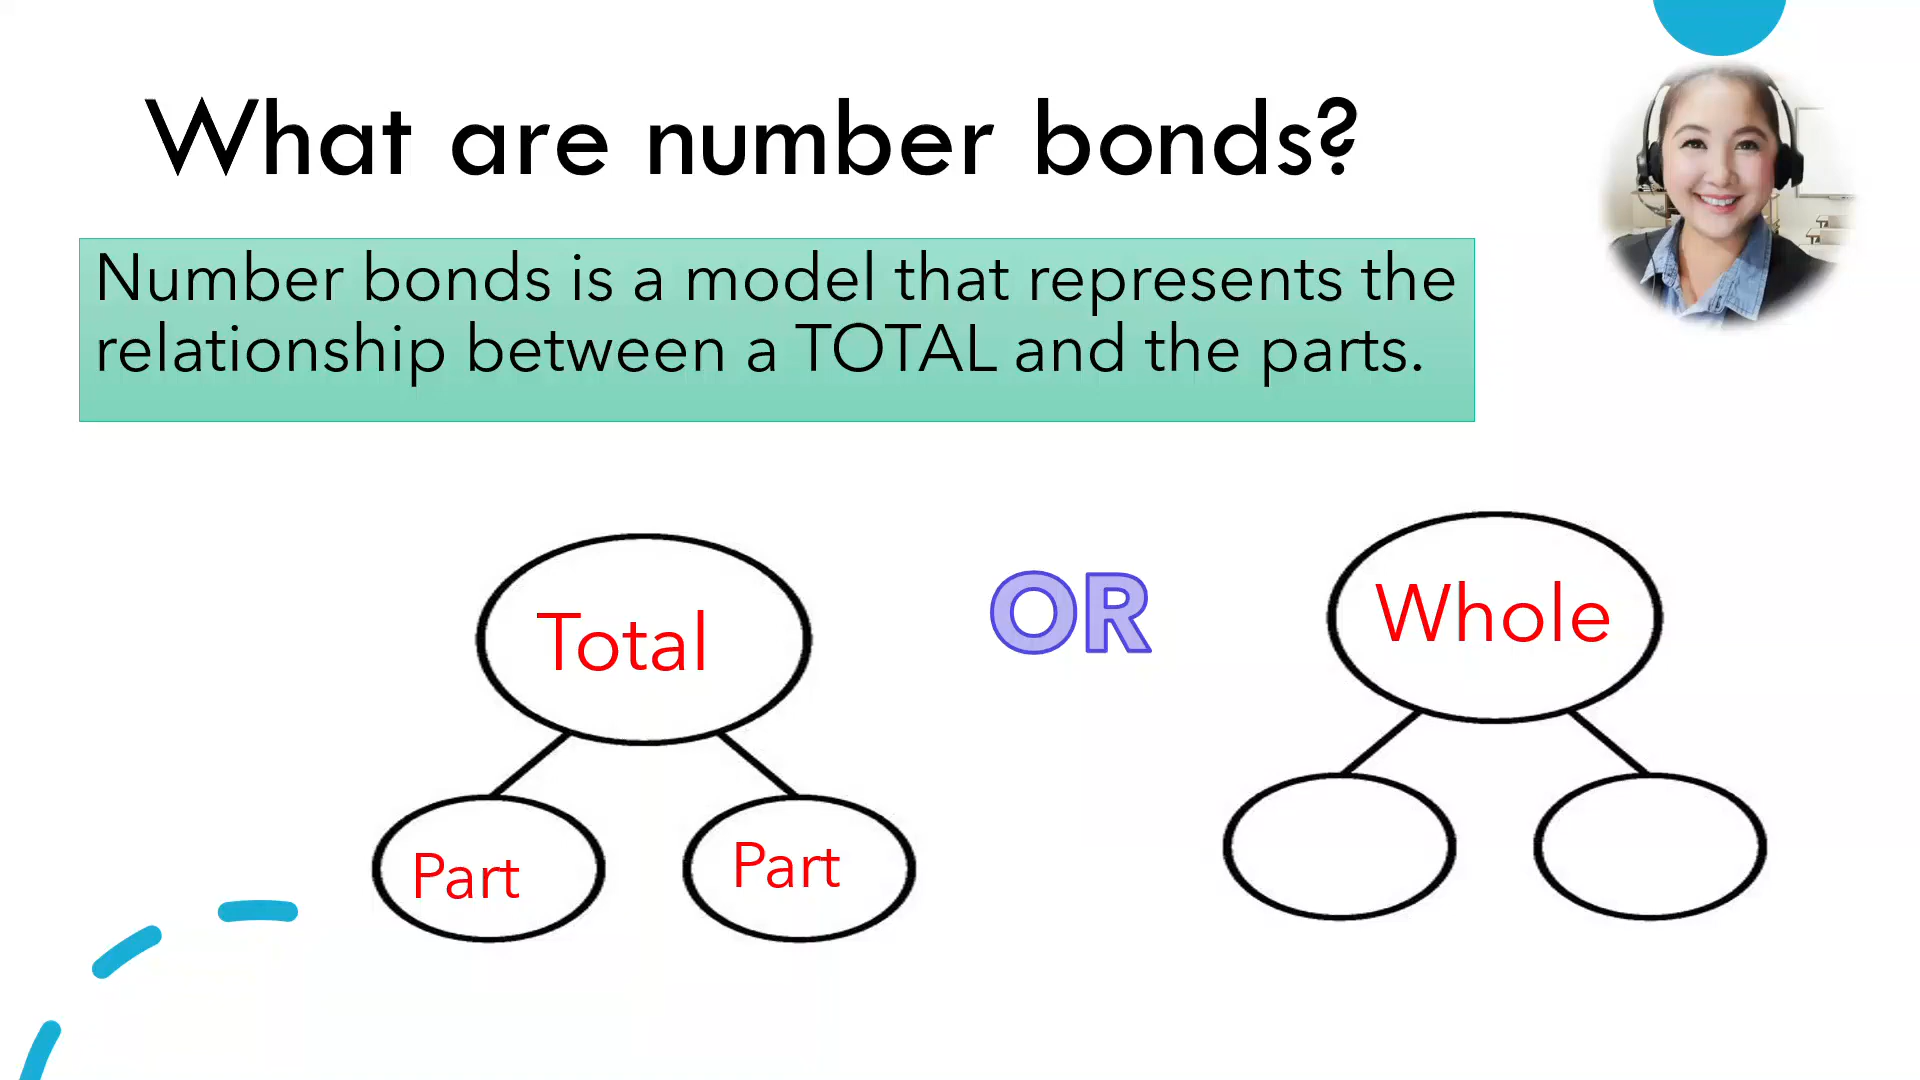 What are number bonds?
Number bonds is a model that represents the
relationship between a TOTAL and the parts.
Total
OR
Whole
Part
Part